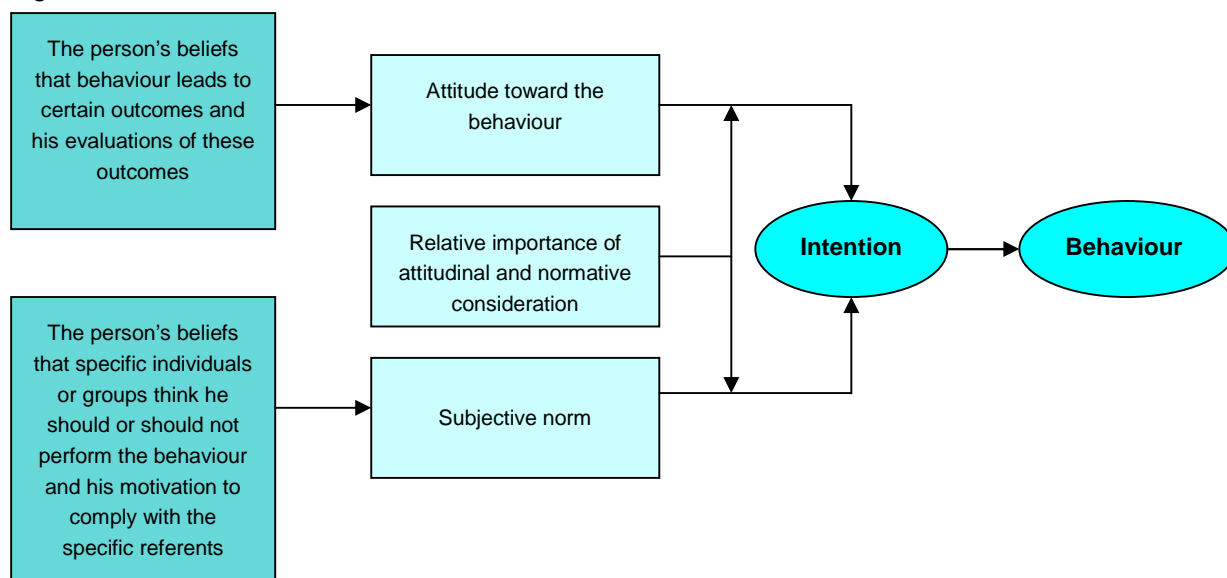 The person's beliefs
that behaviour leads to
certain outcomes and
his evaluations of these
outcomes
Attitude toward the
behaviour
Relative importance of
attitudinal and normative
consideration
Intention
Behaviour
The person's beliefs
that specific individuals
or groups think he
should or should not
perform the behaviour
and his motivation to
comply with the
specific referents
Subjective norm